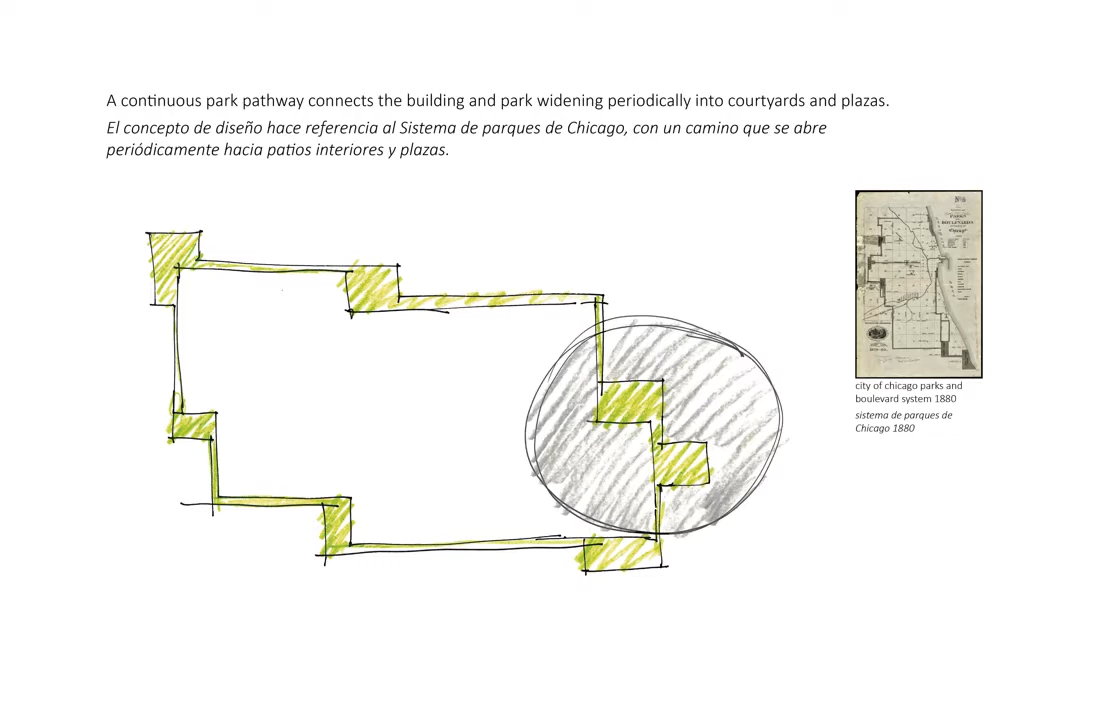 A continuous park pathway connects the building and park widening periodically into courtyards and plazas.
El concepto de diseño hace referencia al Sistema de parques de Chicago, con un camino que se abre
periódicamente hacia patios interiores y plazas.
PARKS
BOULEVARDS
city of chicago parks and
boulevard system 1880
sistema de parques de
Chicago 1880